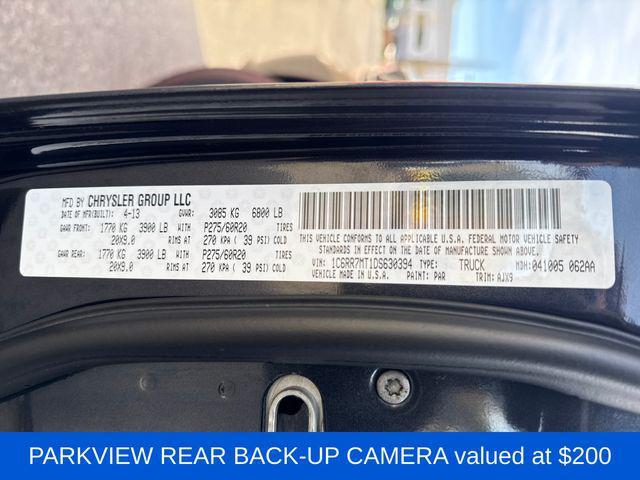 MFD BY CHRYSLER GROUP LLC
DATE OF MFR(BUILT): 4-13 GVWR: 3085 KG 6800 LB
GAWR FRONT: 1770 KG 3900 LB P275/60R20 TIRES
WITH
20X9.0 RIMS AT 270 KPA ( 39 PSI) COLD
GAWR REAR: 1770 KG 3900 LB P275/60R20 TIRES
WITH
20X9.0 RIMS AT 270 KPA ( 39 PSI) COLD
THIS VEHICLE CONFORMS TO ALL APPLICABLE U.S.A. FEDERAL MOTOR VEHICLE SAFETY
STANDARDS IN EFFECT ON THE DATE OF MANUFACTURE SHOWN ABOVE.
VIN: 1C6RR7MT1DS630394 TYPE: TRUCK MDH: 041005 062AA
MADE IN U.S.A. PAINT: PAR TRIM: AJX9
PARKVIEW REAR BACK-UP CAMERA valued at $200